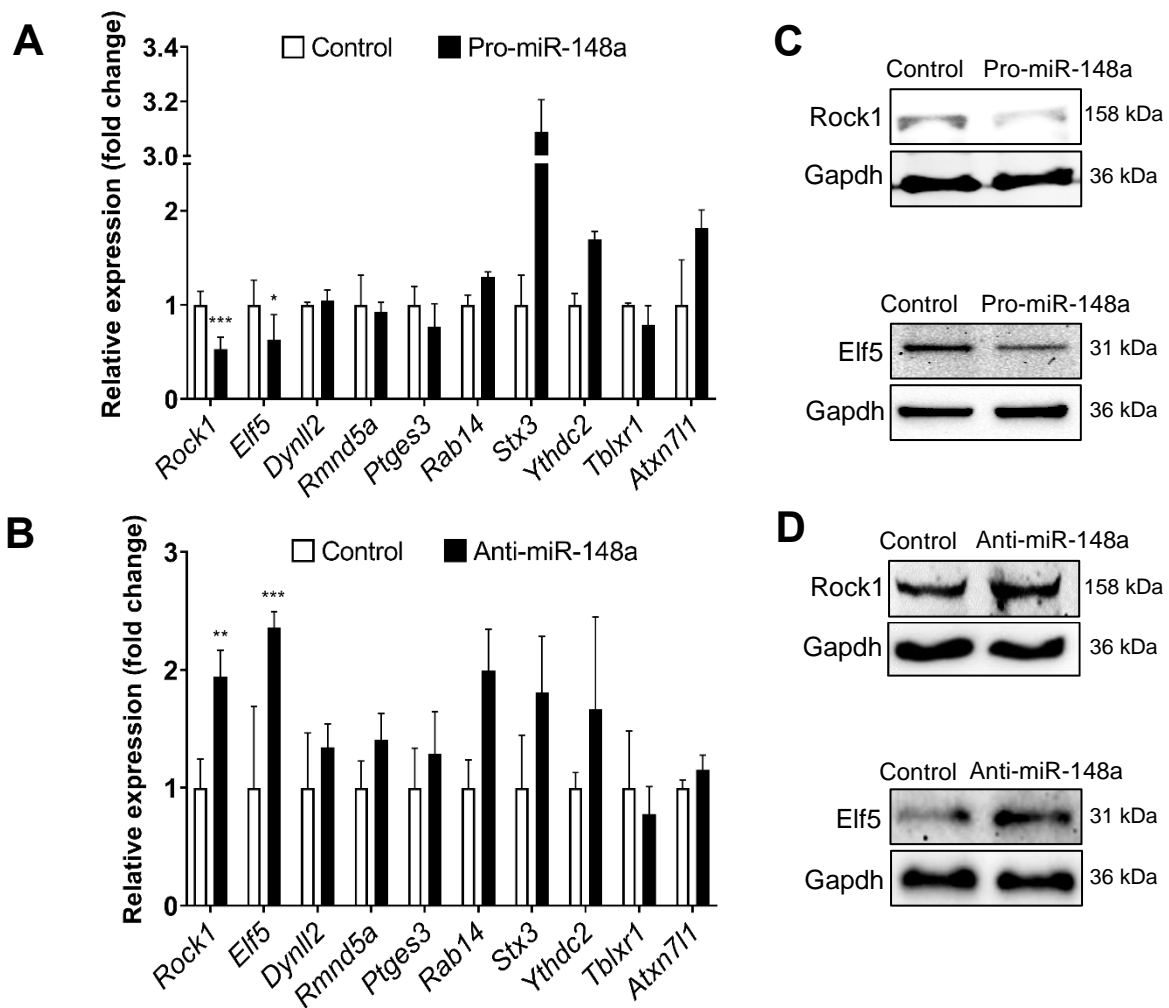 A
Relative expression (fold change)
Control Pro-miR-148a
3.4
3.2
3.0
2
1
0
***
*
Rock1 Elf5 Dynll2 Rmnd5a Ptges3 Rab14 Stx3 Ythdc2 Tblxr1 Atxn7l1
B
Relative expression (fold change)
Control Anti-miR-148a
3
2
1
0
**
***
Rock1 Elf5 Dynll2 Rmnd5a Ptges3 Rab14 Stx3 Ythdc2 Tblxr1 Atxn7l1
C
Control Pro-miR-148a
Rock1 158 kDa
Gapdh 36 kDa
Control Pro-miR-148a
Elf5 31 kDa
Gapdh 36 kDa
D
Control Anti-miR-148a
Rock1 158 kDa
Gapdh 36 kDa
Control Anti-miR-148a
Elf5 31 kDa
Gapdh 36 kDa